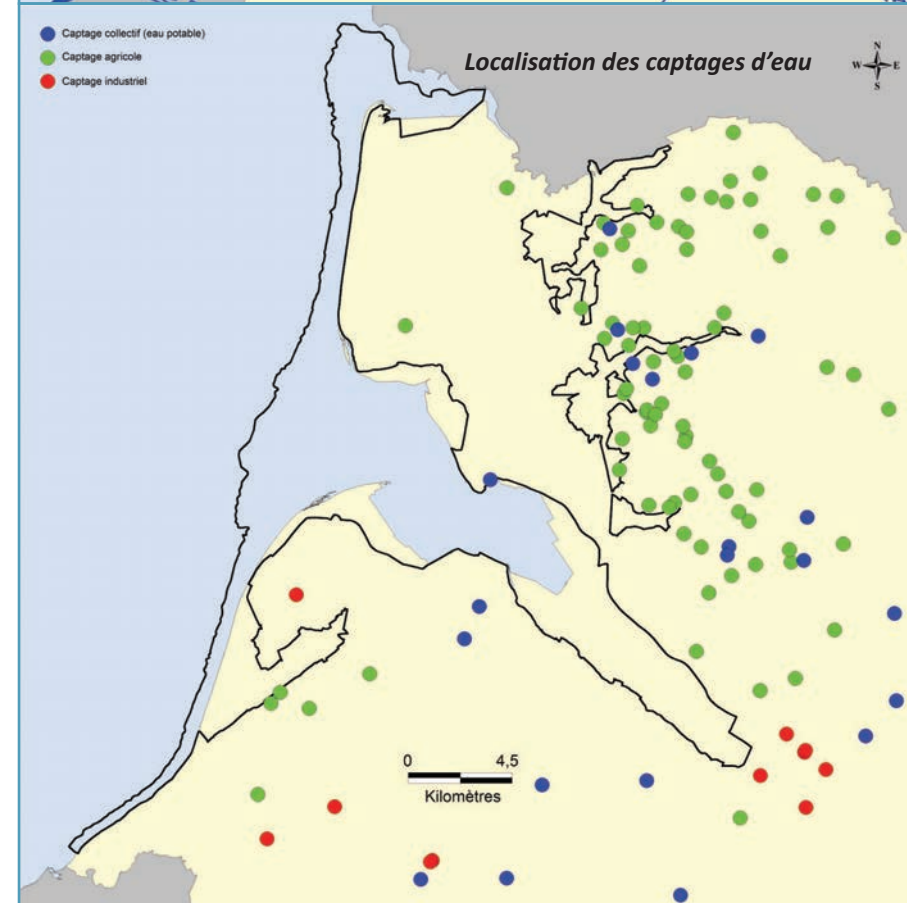 Captage collectif (eau potable)
Captage agricole
Captage industriel
Localisation des captages d'eau
N
W E
S
0 4,5
Kilomètres